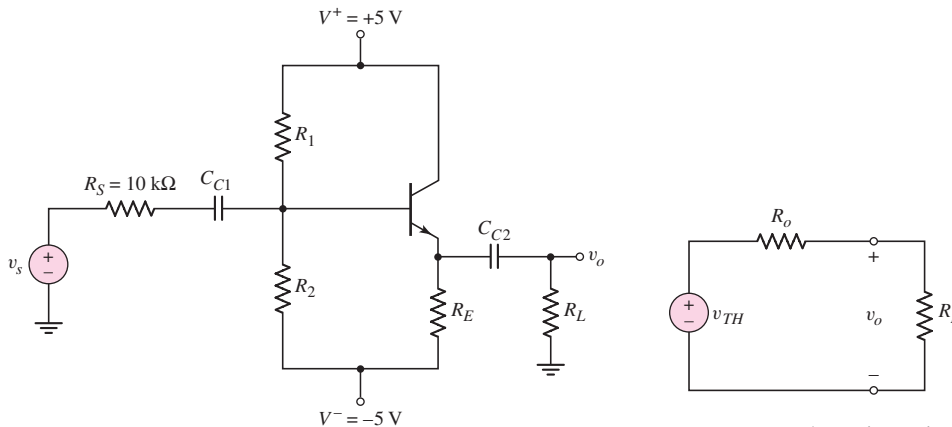 V⁺ = +5 V
R₁
R_S = 10 kΩ
C_C1
C_C2
v_o
v_s
+
−
R₂
R_E
R_L
V⁻ = −5 V
R_o
+
+
−
v_TH
v_o
−